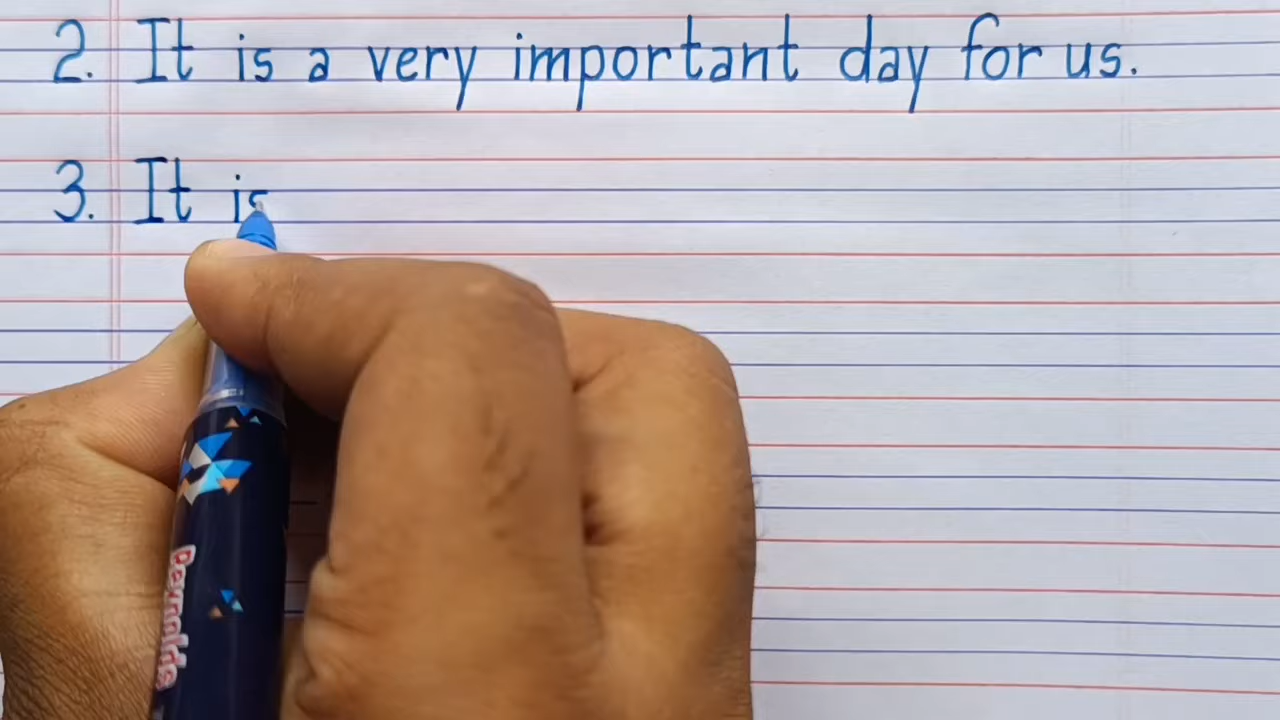 2. It is a very important day for us.
3. It is
Reynolds